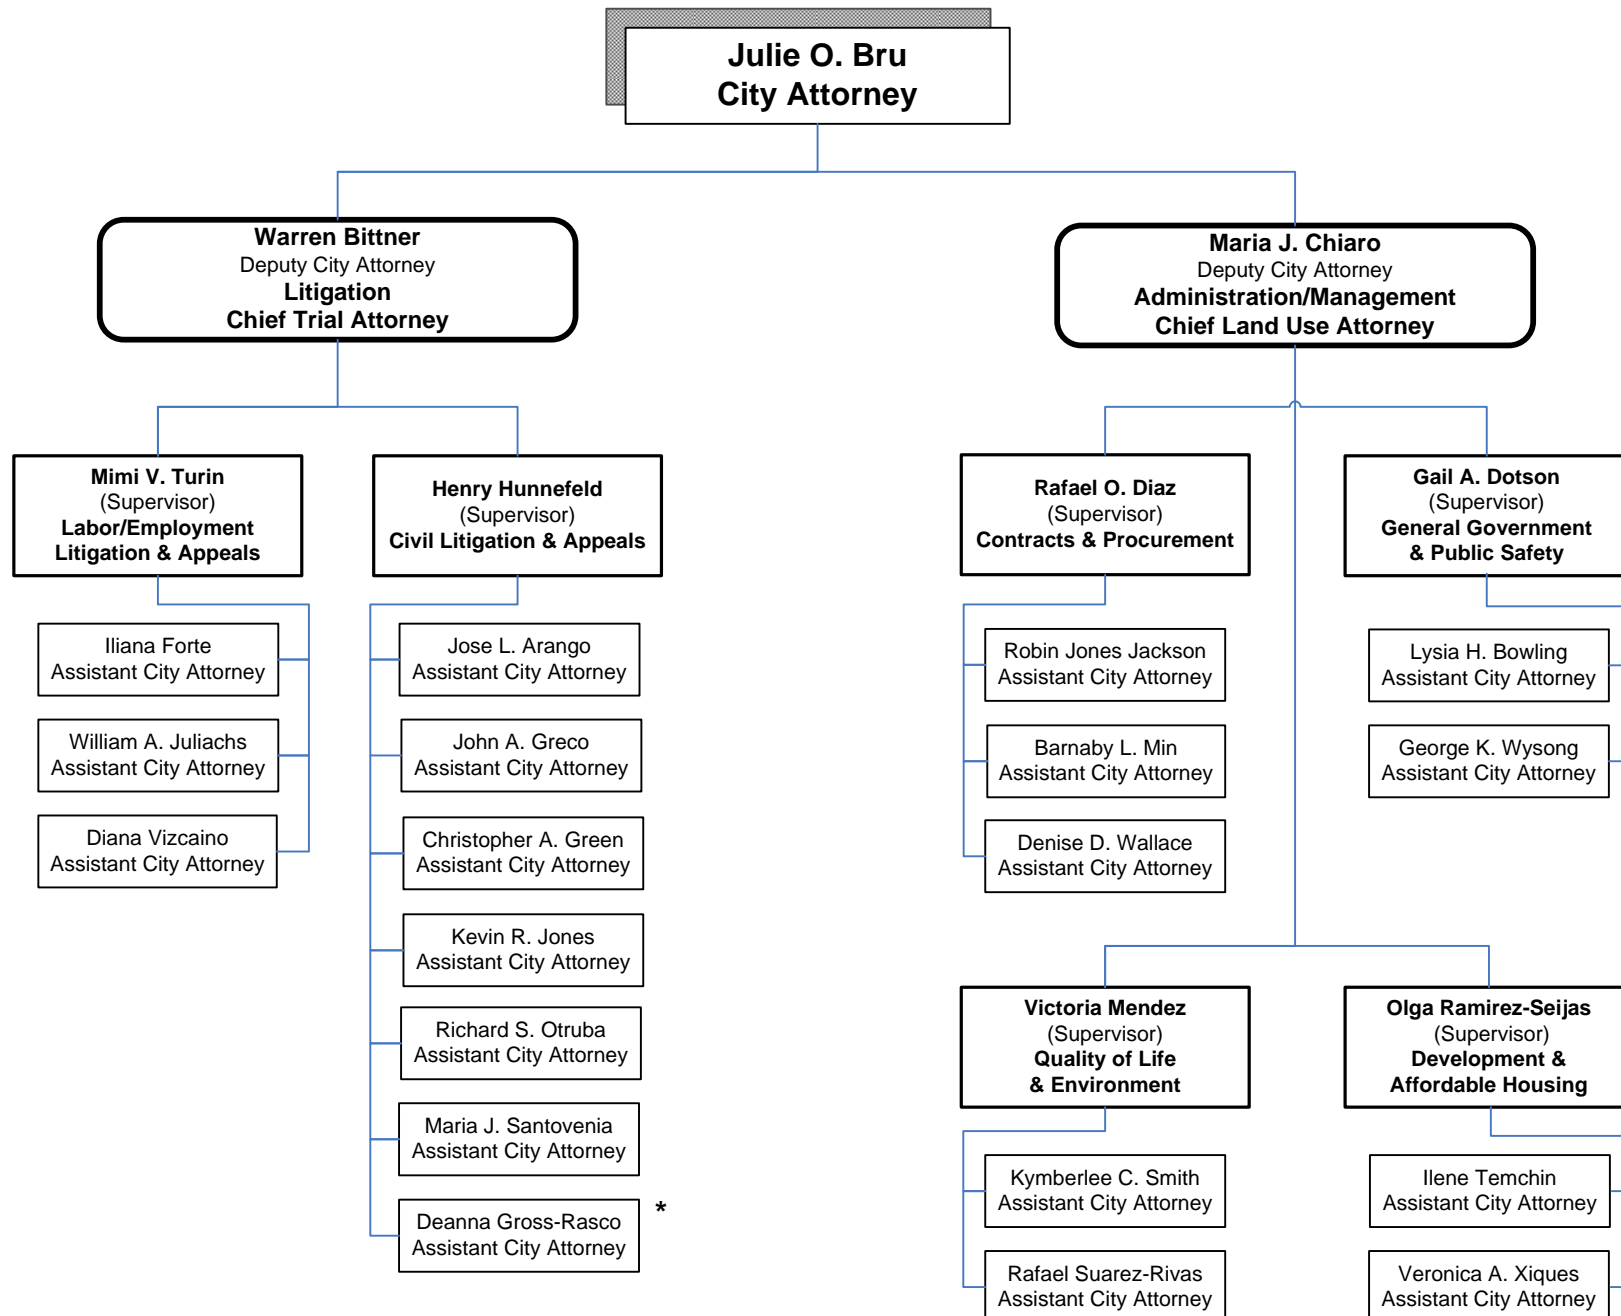 Julie O. Bru
City Attorney
Warren Bittner
Deputy City Attorney
Litigation
Chief Trial Attorney
Maria J. Chiaro
Deputy City Attorney
Administration/Management
Chief Land Use Attorney
Mimi V. Turin
(Supervisor)
Labor/Employment
Litigation & Appeals
Henry Hunnefeld
(Supervisor)
Civil Litigation & Appeals
Rafael O. Diaz
(Supervisor)
Contracts & Procurement
Gail A. Dotson
(Supervisor)
General Government
& Public Safety
Iliana Forte
Assistant City Attorney
William A. Juliachs
Assistant City Attorney
Diana Vizcaino
Assistant City Attorney
Jose L. Arango
Assistant City Attorney
John A. Greco
Assistant City Attorney
Christopher A. Green
Assistant City Attorney
Kevin R. Jones
Assistant City Attorney
Richard S. Otruba
Assistant City Attorney
Maria J. Santovenia
Assistant City Attorney
Deanna Gross-Rasco
Assistant City Attorney
*
Robin Jones Jackson
Assistant City Attorney
Barnaby L. Min
Assistant City Attorney
Denise D. Wallace
Assistant City Attorney
Lysia H. Bowling
Assistant City Attorney
George K. Wysong
Assistant City Attorney
Victoria Mendez
(Supervisor)
Quality of Life
& Environment
Olga Ramirez-Seijas
(Supervisor)
Development &
Affordable Housing
Kymberlee C. Smith
Assistant City Attorney
Rafael Suarez-Rivas
Assistant City Attorney
Ilene Temchin
Assistant City Attorney
Veronica A. Xiques
Assistant City Attorney